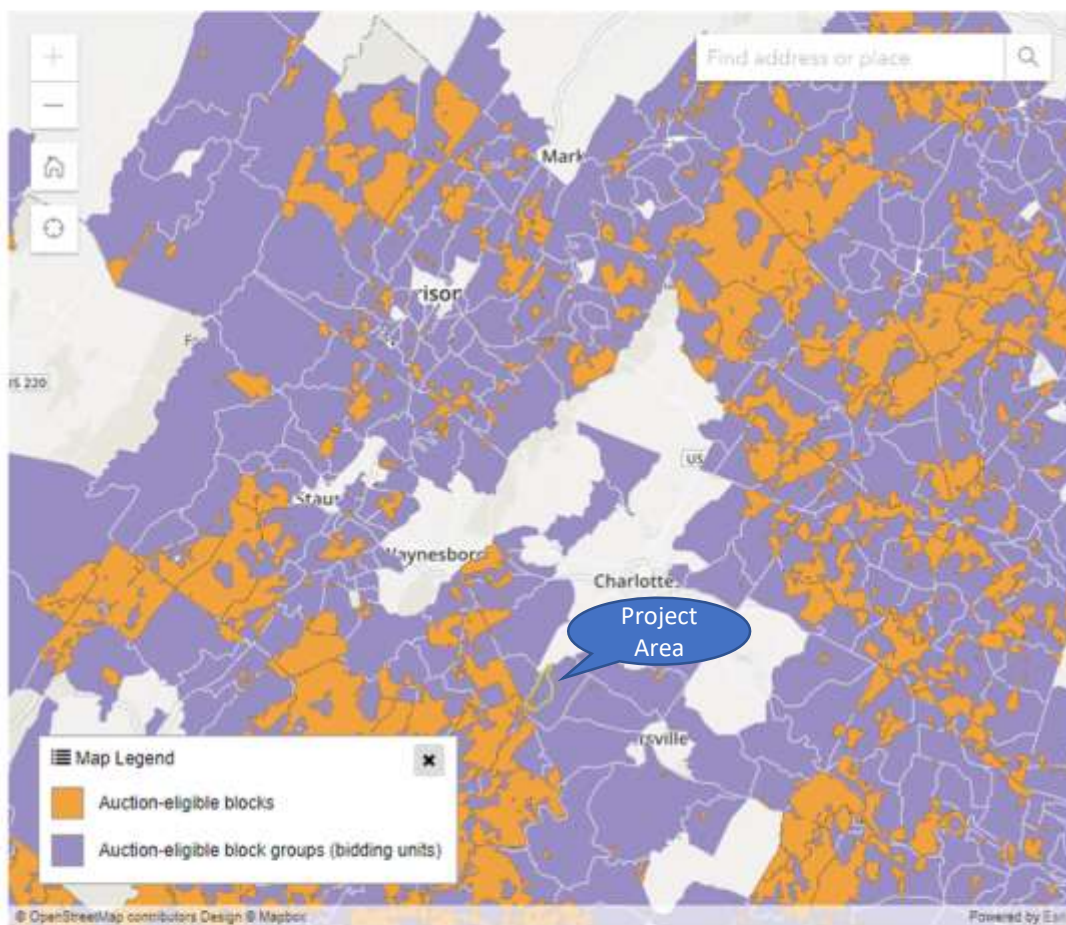 Find address or place
Mark
rison
US 220
US
Staun
Waynesboro
Charlotte
Project
Area
rsville
Map Legend
Auction-eligible blocks
Auction-eligible block groups (bidding units)
© OpenStreetMap contributors Design © Mapbox
Powered by Esri